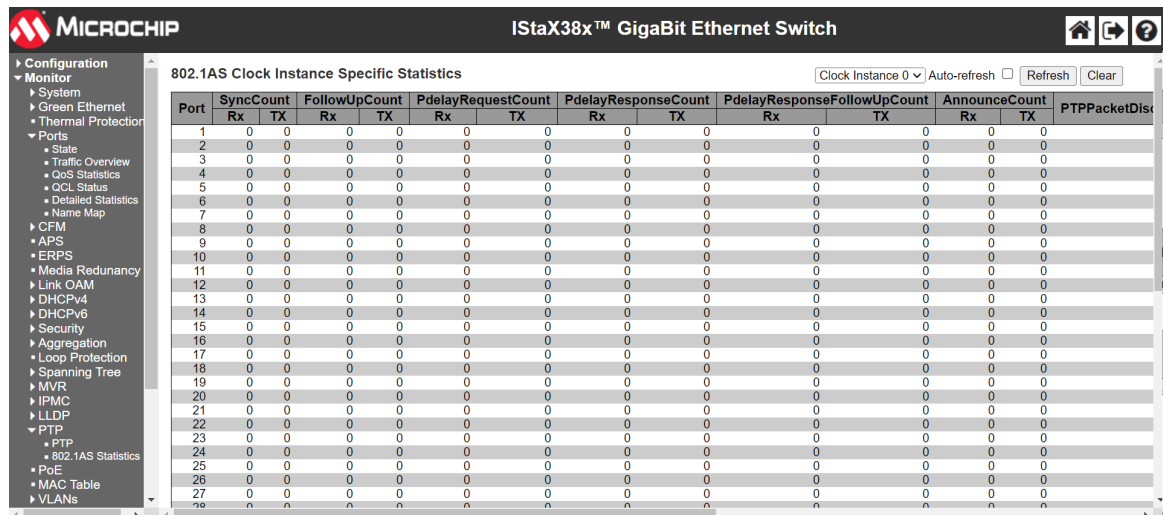 MICROCHIP
IStaX38x™ GigaBit Ethernet Switch
Configuration
Monitor
System
Green Ethernet
Thermal Protection
Ports
State
Traffic Overview
QoS Statistics
QCL Status
Detailed Statistics
Name Map
CFM
APS
ERPS
Media Redunancy
Link OAM
DHCPv4
DHCPv6
Security
Aggregation
Loop Protection
Spanning Tree
MVR
IPMC
LLDP
PTP
PTP
802.1AS Statistics
PoE
MAC Table
VLANs
802.1AS Clock Instance Specific Statistics
Clock Instance 0 Auto-refresh Refresh Clear
Port SyncCount FollowUpCount PdelayRequestCount PdelayResponseCount PdelayResponseFollowUpCount AnnounceCount PTPPacketDisc
Rx TX Rx TX Rx TX Rx TX Rx TX Rx TX
1 0 0 0 0 0 0 0 0 0 0 0 0
2 0 0 0 0 0 0 0 0 0 0 0 0
3 0 0 0 0 0 0 0 0 0 0 0 0
4 0 0 0 0 0 0 0 0 0 0 0 0
5 0 0 0 0 0 0 0 0 0 0 0 0
6 0 0 0 0 0 0 0 0 0 0 0 0
7 0 0 0 0 0 0 0 0 0 0 0 0
8 0 0 0 0 0 0 0 0 0 0 0 0
9 0 0 0 0 0 0 0 0 0 0 0 0
10 0 0 0 0 0 0 0 0 0 0 0 0
11 0 0 0 0 0 0 0 0 0 0 0 0
12 0 0 0 0 0 0 0 0 0 0 0 0
13 0 0 0 0 0 0 0 0 0 0 0 0
14 0 0 0 0 0 0 0 0 0 0 0 0
15 0 0 0 0 0 0 0 0 0 0 0 0
16 0 0 0 0 0 0 0 0 0 0 0 0
17 0 0 0 0 0 0 0 0 0 0 0 0
18 0 0 0 0 0 0 0 0 0 0 0 0
19 0 0 0 0 0 0 0 0 0 0 0 0
20 0 0 0 0 0 0 0 0 0 0 0 0
21 0 0 0 0 0 0 0 0 0 0 0 0
22 0 0 0 0 0 0 0 0 0 0 0 0
23 0 0 0 0 0 0 0 0 0 0 0 0
24 0 0 0 0 0 0 0 0 0 0 0 0
25 0 0 0 0 0 0 0 0 0 0 0 0
26 0 0 0 0 0 0 0 0 0 0 0 0
27 0 0 0 0 0 0 0 0 0 0 0 0
28 0 0 0 0 0 0 0 0 0 0 0 0